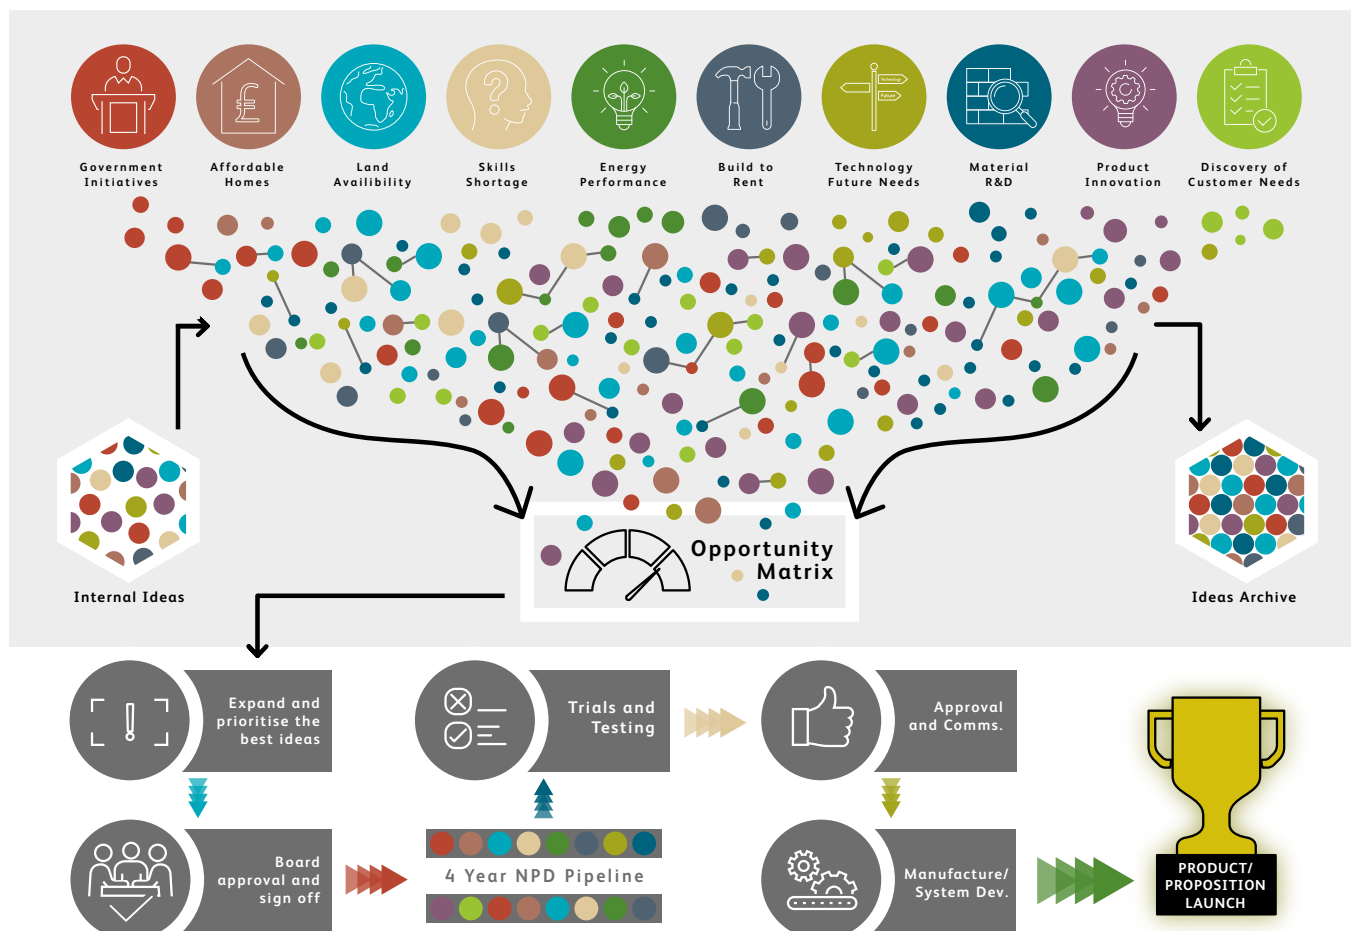 Technology
Future
Government
Initiatives
Affordable
Homes
Land
Availibility
Skills
Shortage
Energy
Performance
Build to
Rent
Technology
Future Needs
Material
R&D
Product
Innovation
Discovery of
Customer Needs
Opportunity
Matrix
Internal Ideas
Ideas Archive
Expand and
prioritise the
best ideas
Trials and
Testing
Approval
and Comms.
Board
approval and
sign off
4 Year NPD Pipeline
Manufacture/
System Dev.
PRODUCT/
PROPOSITION
LAUNCH